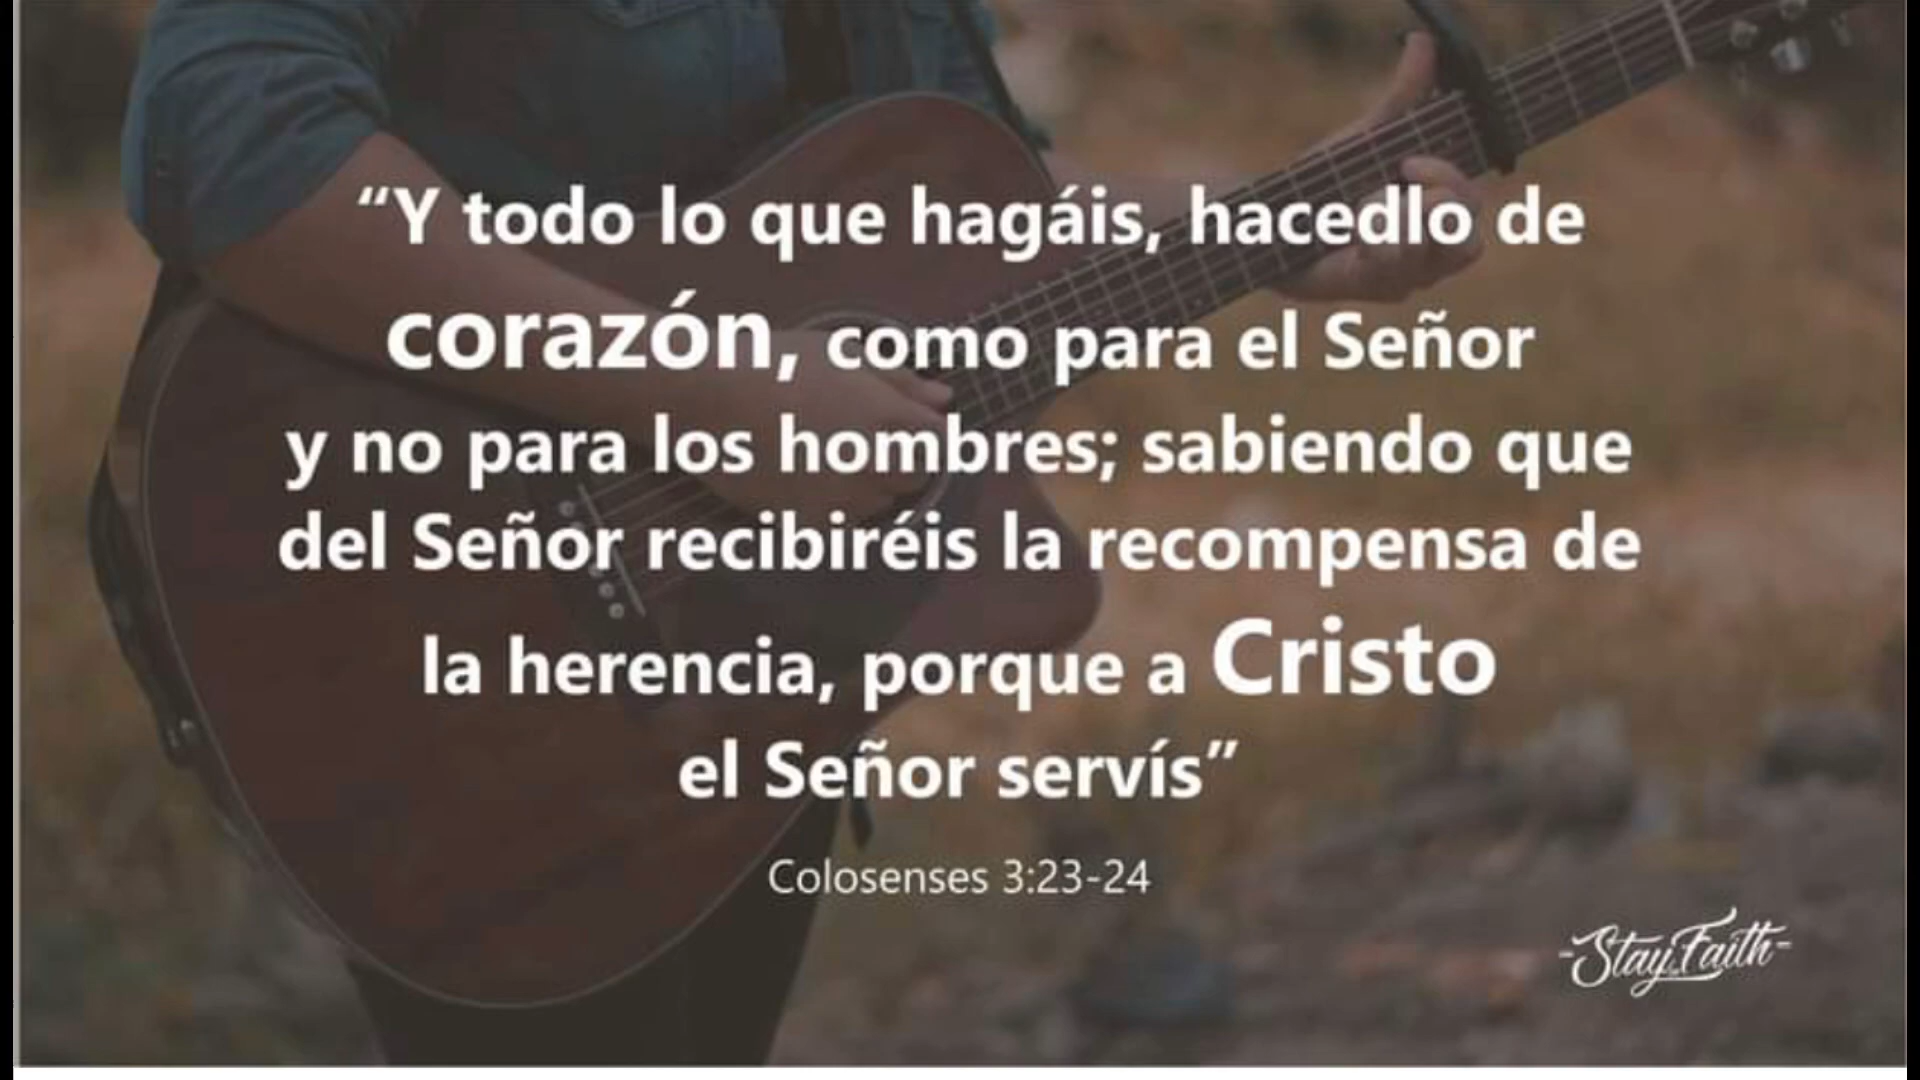 “Y todo lo que hagáis, hacedlo de
corazón, como para el Señor
y no para los hombres; sabiendo que
del Señor recibiréis la recompensa de
la herencia, porque a Cristo
el Señor servís”
Colosenses 3:23-24
-Stay Faith-